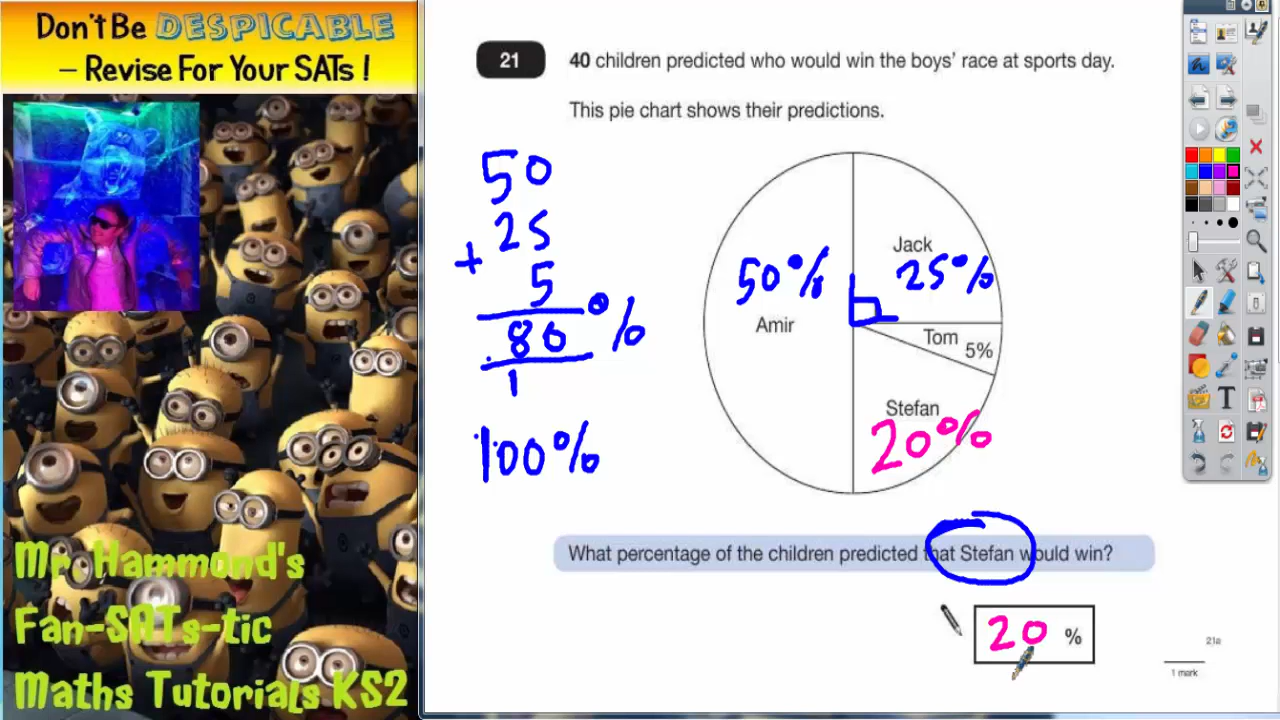 Don't Be DESPICABLE
– Revise For Your SATs !
Mr. Hammond's
Fan-SATs-tic
Maths Tutorials KS2
21
40 children predicted who would win the boys' race at sports day.
This pie chart shows their predictions.
50
25
+ 5
80 %
1
100%
50%
Amir
Jack
25%
Tom
5%
Stefan
20%
What percentage of the children predicted that Stefan would win?
20 %
21a
1 mark
T